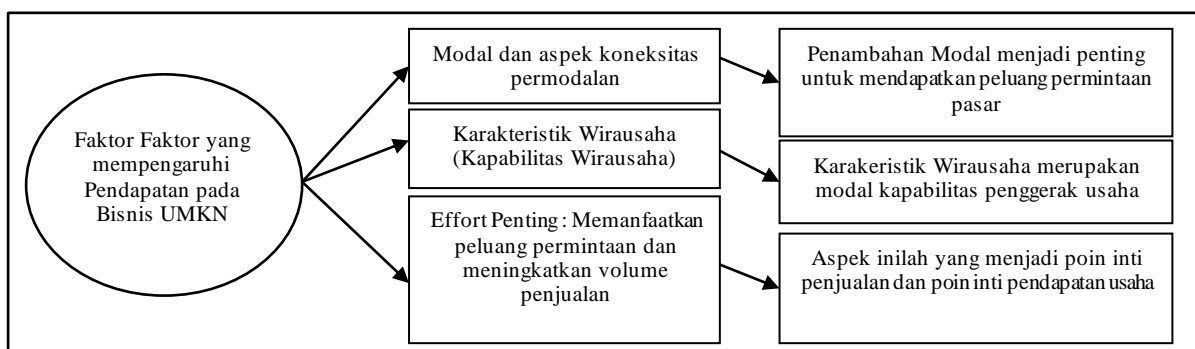 Faktor Faktor yang
mempengaruhi
Pendapatan pada
Bisnis UMKN
Modal dan aspek koneksitas
permodalan
Karakteristik Wirausaha
(Kapabilitas Wirausaha)
Effort Penting : Memanfaatkan
peluang permintaan dan
meningkatkan volume
penjualan
Penambahan Modal menjadi penting
untuk mendapatkan peluang permintaan
pasar
Karakeristik Wirausaha merupakan
modal kapabilitas penggerak usaha
Aspek inilah yang menjadi poin inti
penjualan dan poin inti pendapatan usaha